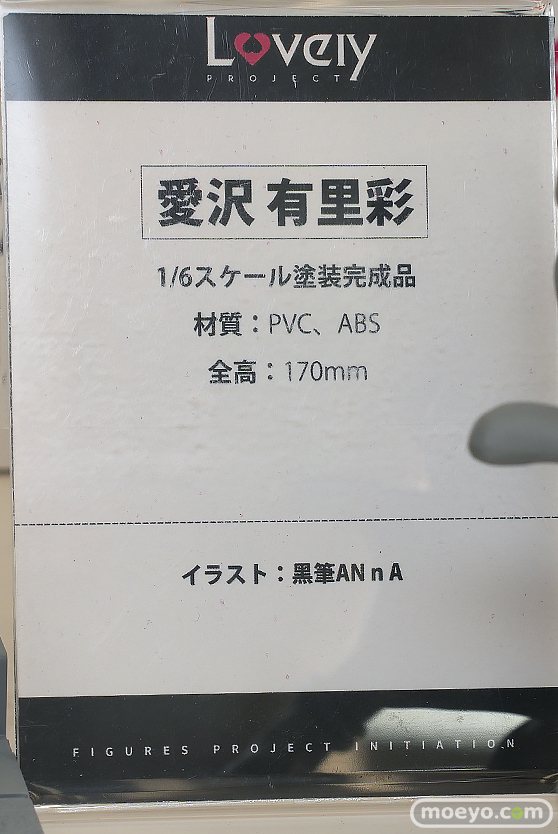 Lovely
PROJECT
愛沢 有里彩
1/6スケール塗装完成品
材質：PVC、ABS
全高：170mm
イラスト：黑筆ANnA
FIGURES PROJECT INITIATION
moeyo.com